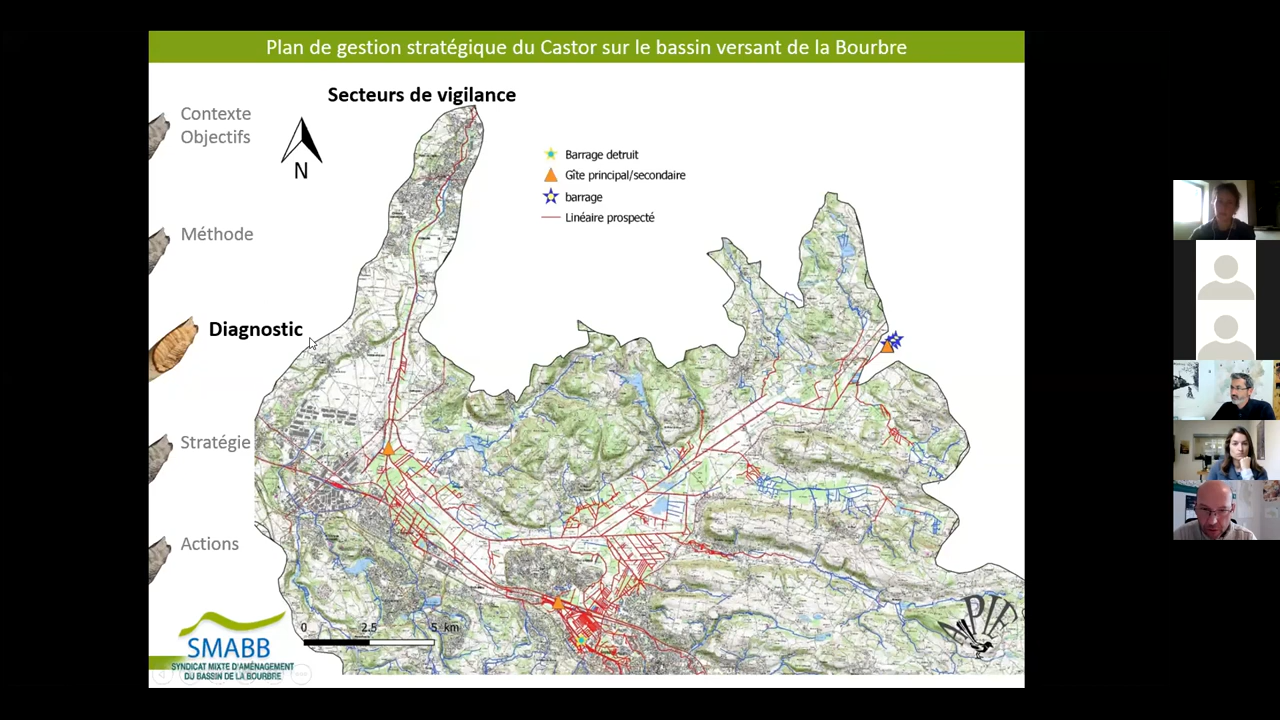 Plan de gestion stratégique du Castor sur le bassin versant de la Bourbre
Secteurs de vigilance
Contexte
Objectifs
N
Barrage detruit
Gîte principal/secondaire
barrage
Linéaire prospecté
Méthode
Diagnostic
Stratégie
Actions
0 2.5 5 km
SMABB
SYNDICAT MIXTE D'AMÉNAGEMENT
DU BASSIN DE LA BOURBRE